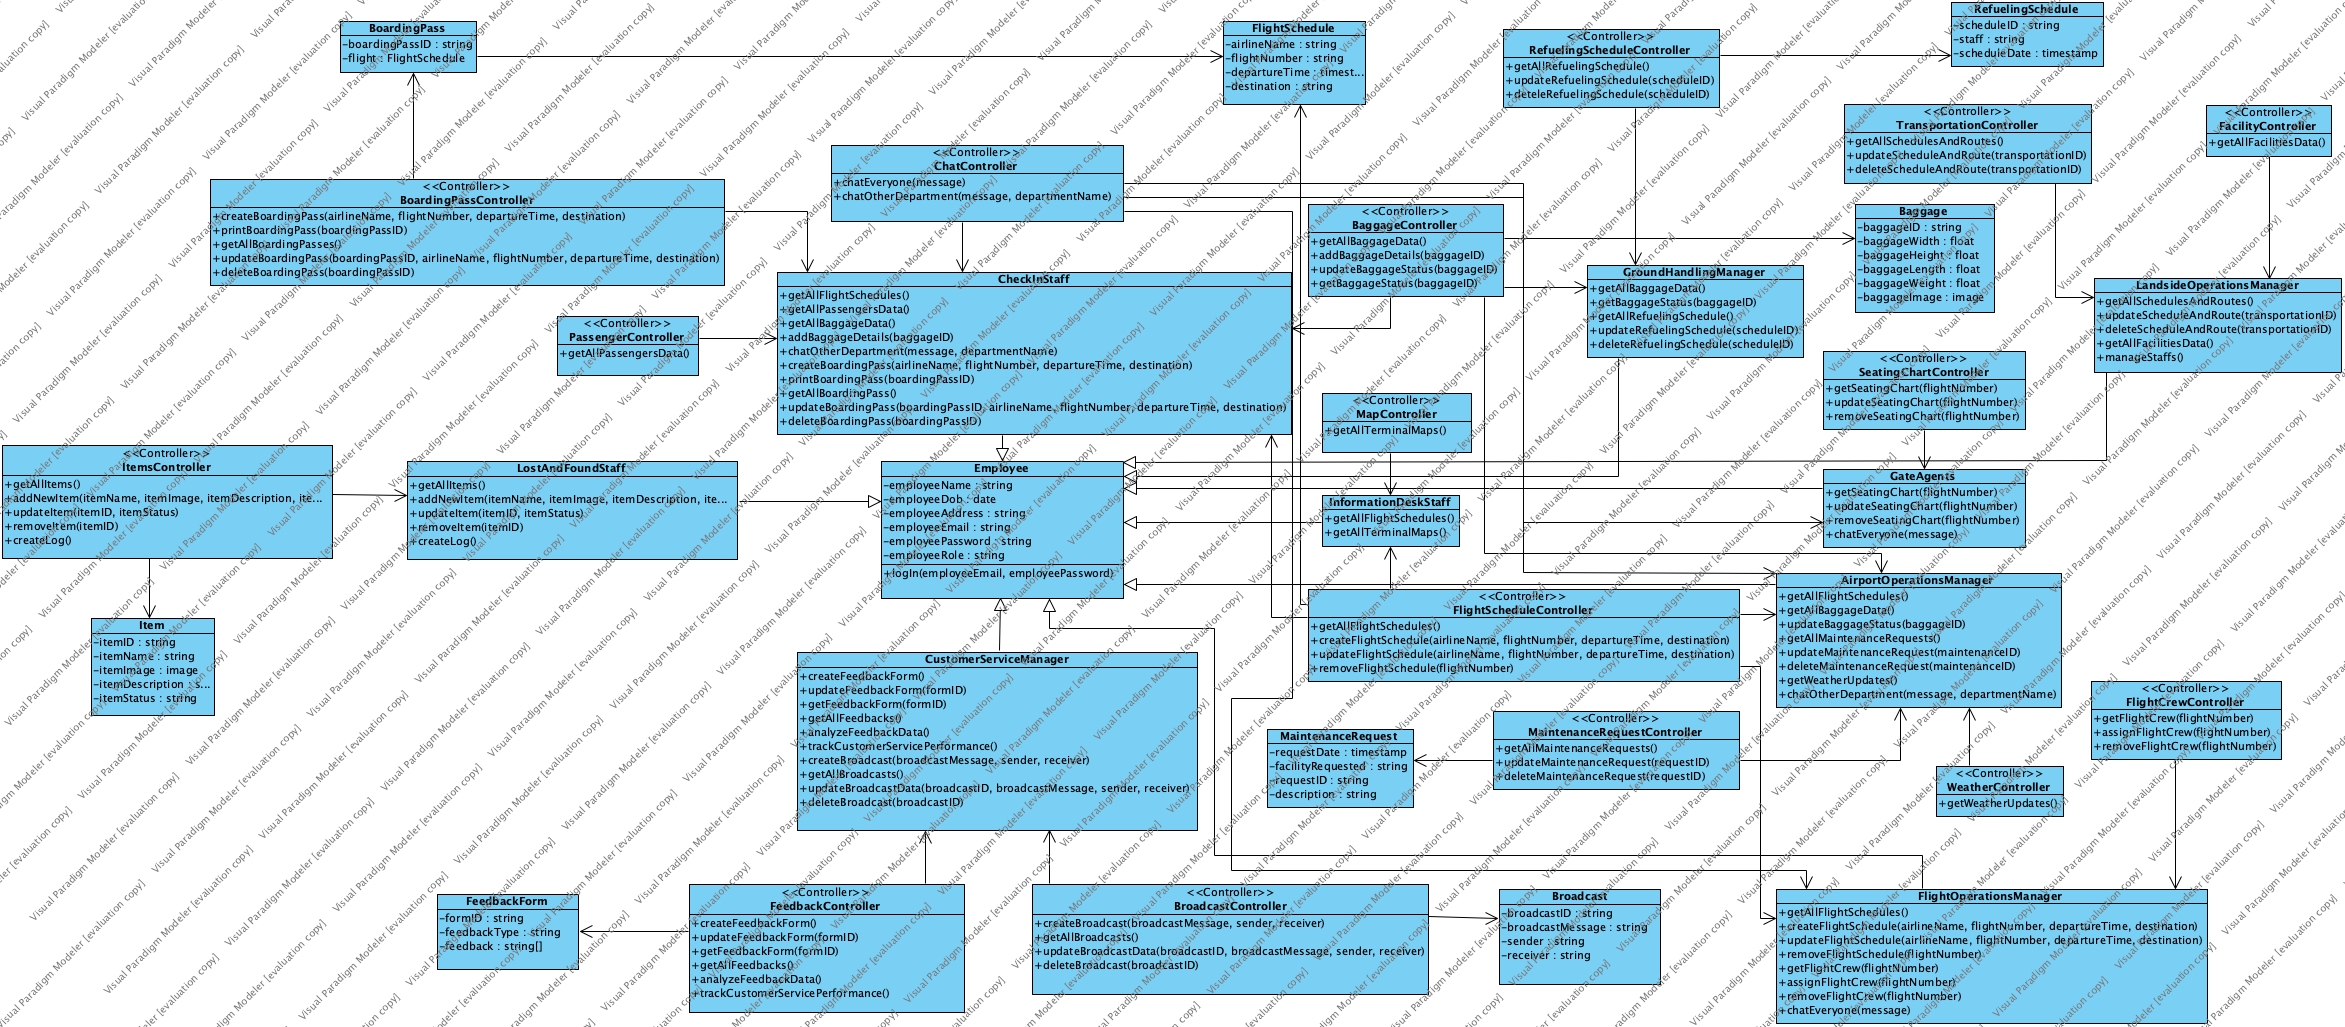 BoardingPass
-boardingPassID : string
-flight : FlightSchedule
FlightSchedule
-airlineName : string
-flightNumber : string
-departureTime : timest...
-destination : string
<<Controller>>
RefuelingScheduleController
+getAllRefuelingSchedule()
+updateRefuelingSchedule(scheduleID)
+deteleRefuelingSchedule(scheduleID)
RefuelingSchedule
-scheduleID : string
-staff : string
-scheduleDate : timestamp
<<Controller>>
TransportationController
+getAllSchedulesAndRoutes()
+updateScheduleAndRoute(transportationID)
+deleteScheduleAndRoute(transportationID)
<<Controller>>
FacilityController
+getAllFacilitiesData()
<<Controller>>
BoardingPassController
+createBoardingPass(airlineName, flightNumber, departureTime, destination)
+printBoardingPass(boardingPassID)
+getAllBoardingPasses()
+updateBoardingPass(boardingPassID, airlineName, flightNumber, departureTime, destination)
+deleteBoardingPass(boardingPassID)
<<Controller>>
ChatController
+chatEveryone(message)
+chatOtherDepartment(message, departmentName)
<<Controller>>
BaggageController
+getAllBaggageData()
+addBaggageDetails(baggageID)
+updateBaggageStatus(baggageID)
+getBaggageStatus(baggageID)
Baggage
-baggageID : string
-baggageWidth : float
-baggageHeight : float
-baggageLength : float
-baggageWeight : float
-baggageImage : image
<<Controller>>
PassengerController
+getAllPassengersData()
CheckInStaff
+getAllFlightSchedules()
+getAllPassengersData()
+getAllBaggageData()
+addBaggageDetails(baggageID)
+chatOtherDepartment(message, departmentName)
+createBoardingPass(airlineName, flightNumber, departureTime, destination)
+printBoardingPass(boardingPassID)
+getAllBoardingPass()
+updateBoardingPass(boardingPassID, airlineName, flightNumber, departureTime, destination)
+deleteBoardingPass(boardingPassID)
GroundHandlingManager
+getAllBaggageData()
+getBaggageStatus(baggageID)
+getAllRefuelingSchedule()
+updateRefuelingSchedule(scheduleID)
+deleteRefuelingSchedule(scheduleID)
LandsideOperationsManager
+getAllSchedulesAndRoutes()
+updateScheduleAndRoute(transportationID)
+deleteScheduleAndRoute(transportationID)
+getAllFacilitiesData()
+manageStaffs()
<<Controller>>
SeatingChartController
+getSeatingChart(flightNumber)
+updateSeatingChart(flightNumber)
+removeSeatingChart(flightNumber)
<<Controller>>
MapController
+getAllTerminalMaps()
<<Controller>>
ItemsController
+getAllItems()
+addNewItem(itemName, itemImage, itemDescription, ite...
+updateItem(itemID, itemStatus)
+removeItem(itemID)
+createLog()
LostAndFoundStaff
+getAllItems()
+addNewItem(itemName, itemImage, itemDescription, ite...
+updateItem(itemID, itemStatus)
+removeItem(itemID)
+createLog()
Employee
-employeeName : string
-employeeDob : date
-employeeAddress : string
-employeeEmail : string
-employeePassword : string
-employeeRole : string
+logIn(employeeEmail, employeePassword)
InformationDeskStaff
+getAllFlightSchedules()
+getAllTerminalMaps()
GateAgents
+getSeatingChart(flightNumber)
+updateSeatingChart(flightNumber)
+removeSeatingChart(flightNumber)
+chatEveryone(message)
Item
-itemID : string
-itemName : string
-itemImage : image
-itemDescription : s...
-itemStatus : string
<<Controller>>
FlightScheduleController
+getAllFlightSchedules()
+createFlightSchedule(airlineName, flightNumber, departureTime, destination)
+updateFlightSchedule(airlineName, flightNumber, departureTime, destination)
+removeFlightSchedule(flightNumber)
AirportOperationsManager
+getAllFlightSchedules()
+getAllBaggageData()
+updateBaggageStatus(baggageID)
+getAllMaintenanceRequests()
+updateMaintenanceRequest(maintenanceID)
+deleteMaintenanceRequest(maintenanceID)
+getWeatherUpdates()
+chatOtherDepartment(message, departmentName)
CustomerServiceManager
+createFeedbackForm()
+updateFeedbackForm(formID)
+getFeedbackForm(formID)
+getAllFeedbacks()
+analyzeFeedbackData()
+trackCustomerServicePerformance()
+createBroadcast(broadcastMessage, sender, receiver)
+getAllBroadcasts()
+updateBroadcastData(broadcastID, broadcastMessage, sender, receiver)
+deleteBroadcast(broadcastID)
MaintenanceRequest
-requestDate : timestamp
-facilityRequested : string
-requestID : string
-description : string
<<Controller>>
MaintenanceRequestController
+getAllMaintenanceRequests()
+updateMaintenanceRequest(requestID)
+deleteMaintenanceRequest(requestID)
<<Controller>>
WeatherController
+getWeatherUpdates()
<<Controller>>
FlightCrewController
+getFlightCrew(flightNumber)
+assignFlightCrew(flightNumber)
+removeFlightCrew(flightNumber)
FeedbackForm
-formID : string
-feedbackType : string
-feedback : string[]
<<Controller>>
FeedbackController
+createFeedbackForm()
+updateFeedbackForm(formID)
+getFeedbackForm(formID)
+getAllFeedbacks()
+analyzeFeedbackData()
+trackCustomerServicePerformance()
<<Controller>>
BroadcastController
+createBroadcast(broadcastMessage, sender, receiver)
+getAllBroadcasts()
+updateBroadcastData(broadcastID, broadcastMessage, sender, receiver)
+deleteBroadcast(broadcastID)
Broadcast
-broadcastID : string
-broadcastMessage : string
-sender : string
-receiver : string
FlightOperationsManager
+getAllFlightSchedules()
+createFlightSchedule(airlineName, flightNumber, departureTime, destination)
+updateFlightSchedule(airlineName, flightNumber, departureTime, destination)
+removeFlightSchedule(flightNumber)
+getFlightCrew(flightNumber)
+assignFlightCrew(flightNumber)
+removeFlightCrew(flightNumber)
+chatEveryone(message)
Visual Paradigm Modeler [evaluation copy]